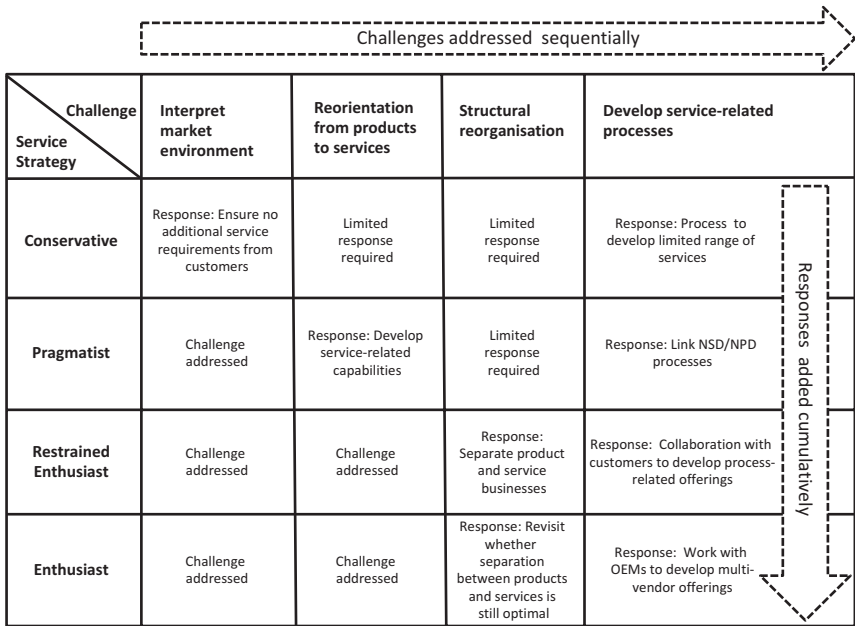 Challenges addressed sequentially
Challenge
Service
Strategy
Interpret
market
environment
Reorientation
from products
to services
Structural
reorganisation
Develop service-related
processes
Conservative
Response: Ensure no
additional service
requirements from
customers
Limited
response
required
Limited
response
required
Response: Process to
develop limited range of
services
Pragmatist
Challenge
addressed
Response: Develop
service-related
capabilities
Limited
response
required
Response: Link NSD/NPD
processes
Restrained
Enthusiast
Challenge
addressed
Challenge
addressed
Response:
Separate product
and service
businesses
Response: Collaboration with
customers to develop process-
related offerings
Enthusiast
Challenge
addressed
Challenge
addressed
Response: Revisit
whether
separation
between products
and services is
still optimal
Response: Work with
OEMs to develop multi-
vendor offerings
Responses added cumulatively